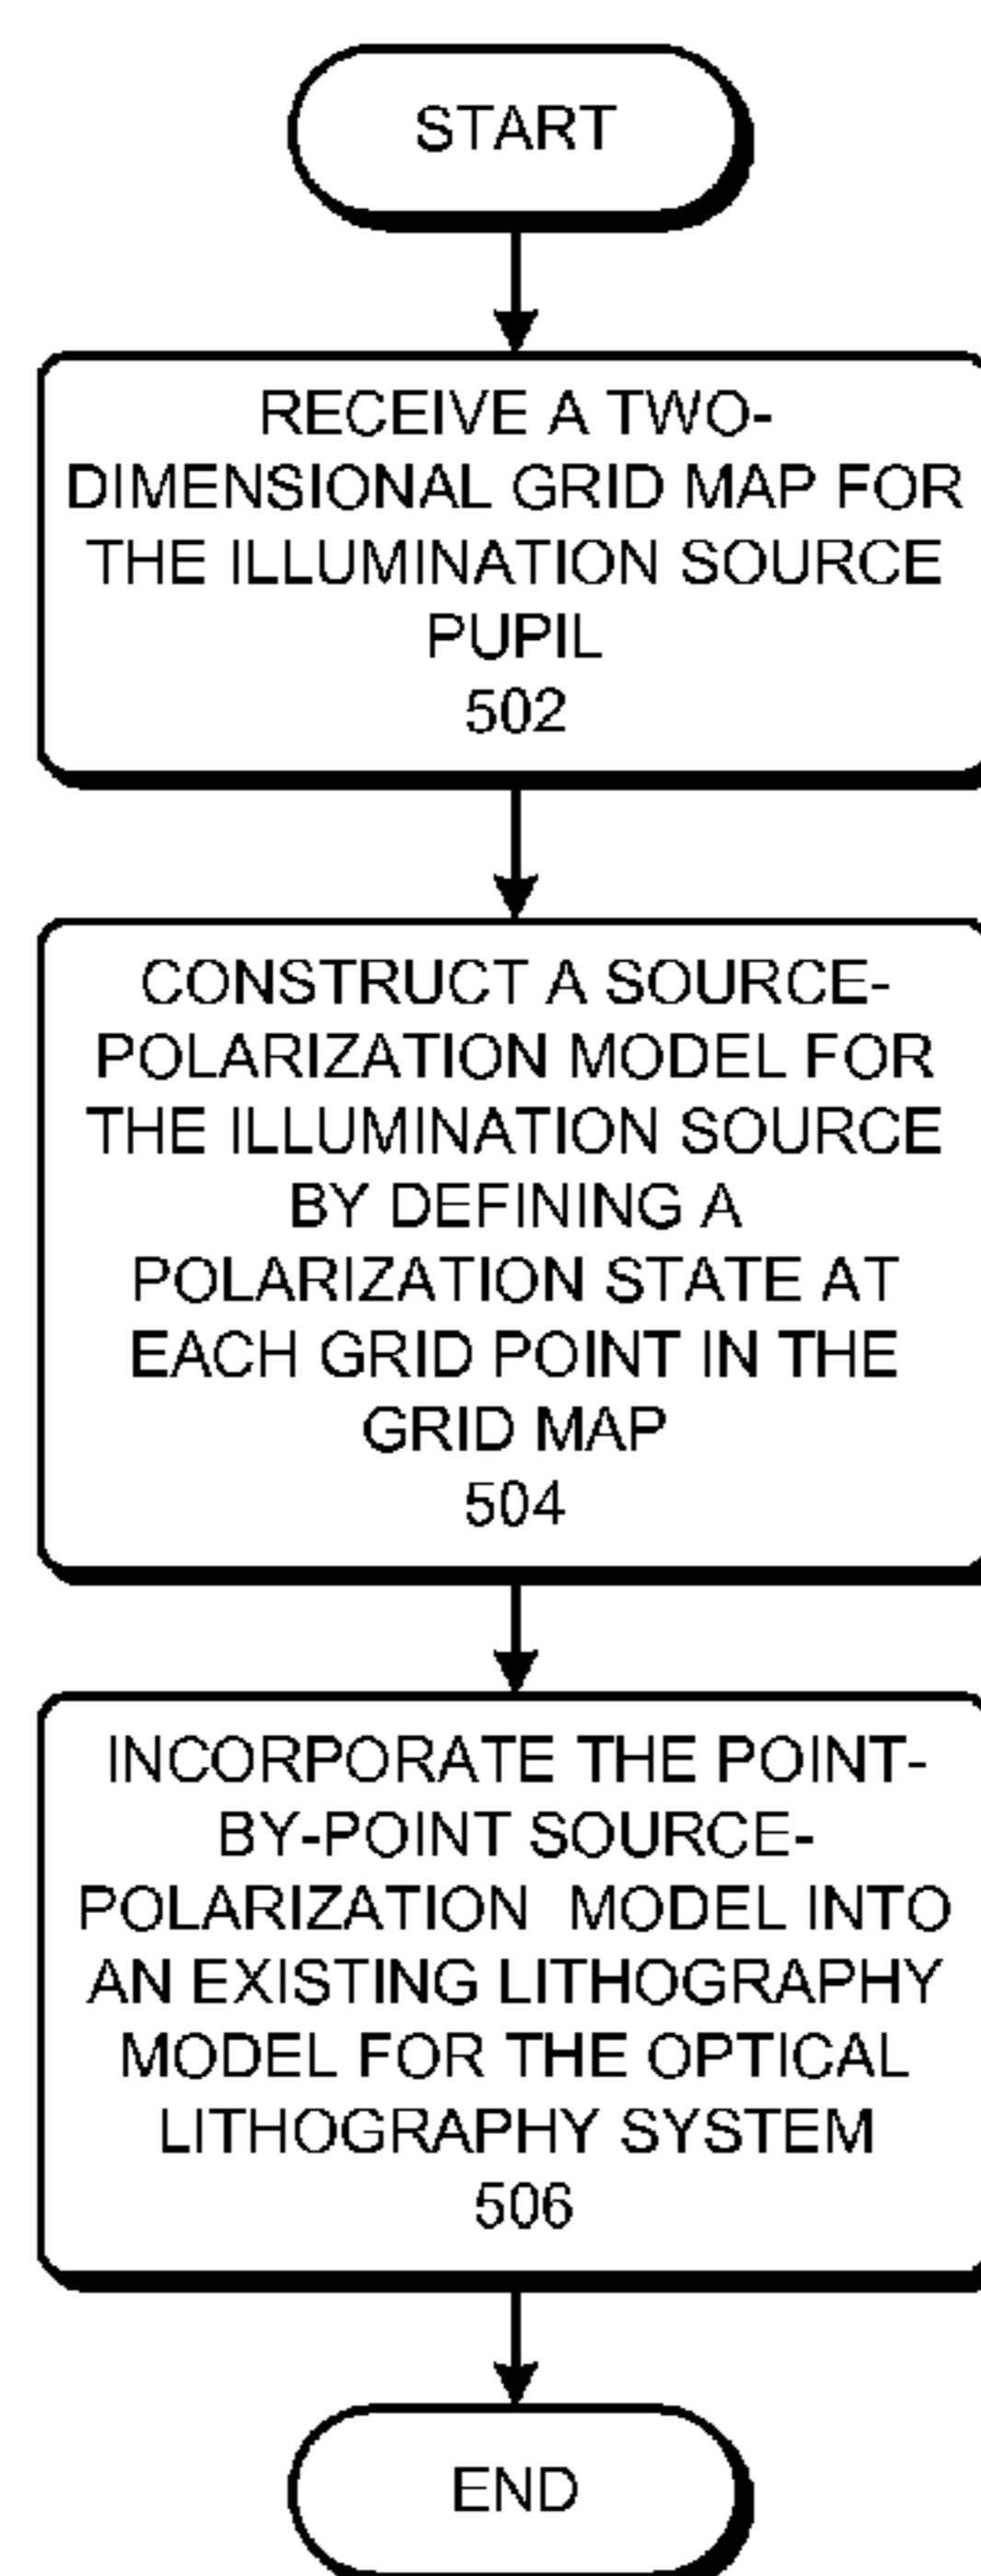 START
RECEIVE A TWO-
DIMENSIONAL GRID MAP FOR
THE ILLUMINATION SOURCE
PUPIL
502
CONSTRUCT A SOURCE-
POLARIZATION MODEL FOR
THE ILLUMINATION SOURCE
BY DEFINING A
POLARIZATION STATE AT
EACH GRID POINT IN THE
GRID MAP
504
INCORPORATE THE POINT-
BY-POINT SOURCE-
POLARIZATION MODEL INTO
AN EXISTING LITHOGRAPHY
MODEL FOR THE OPTICAL
LITHOGRAPHY SYSTEM
506
END